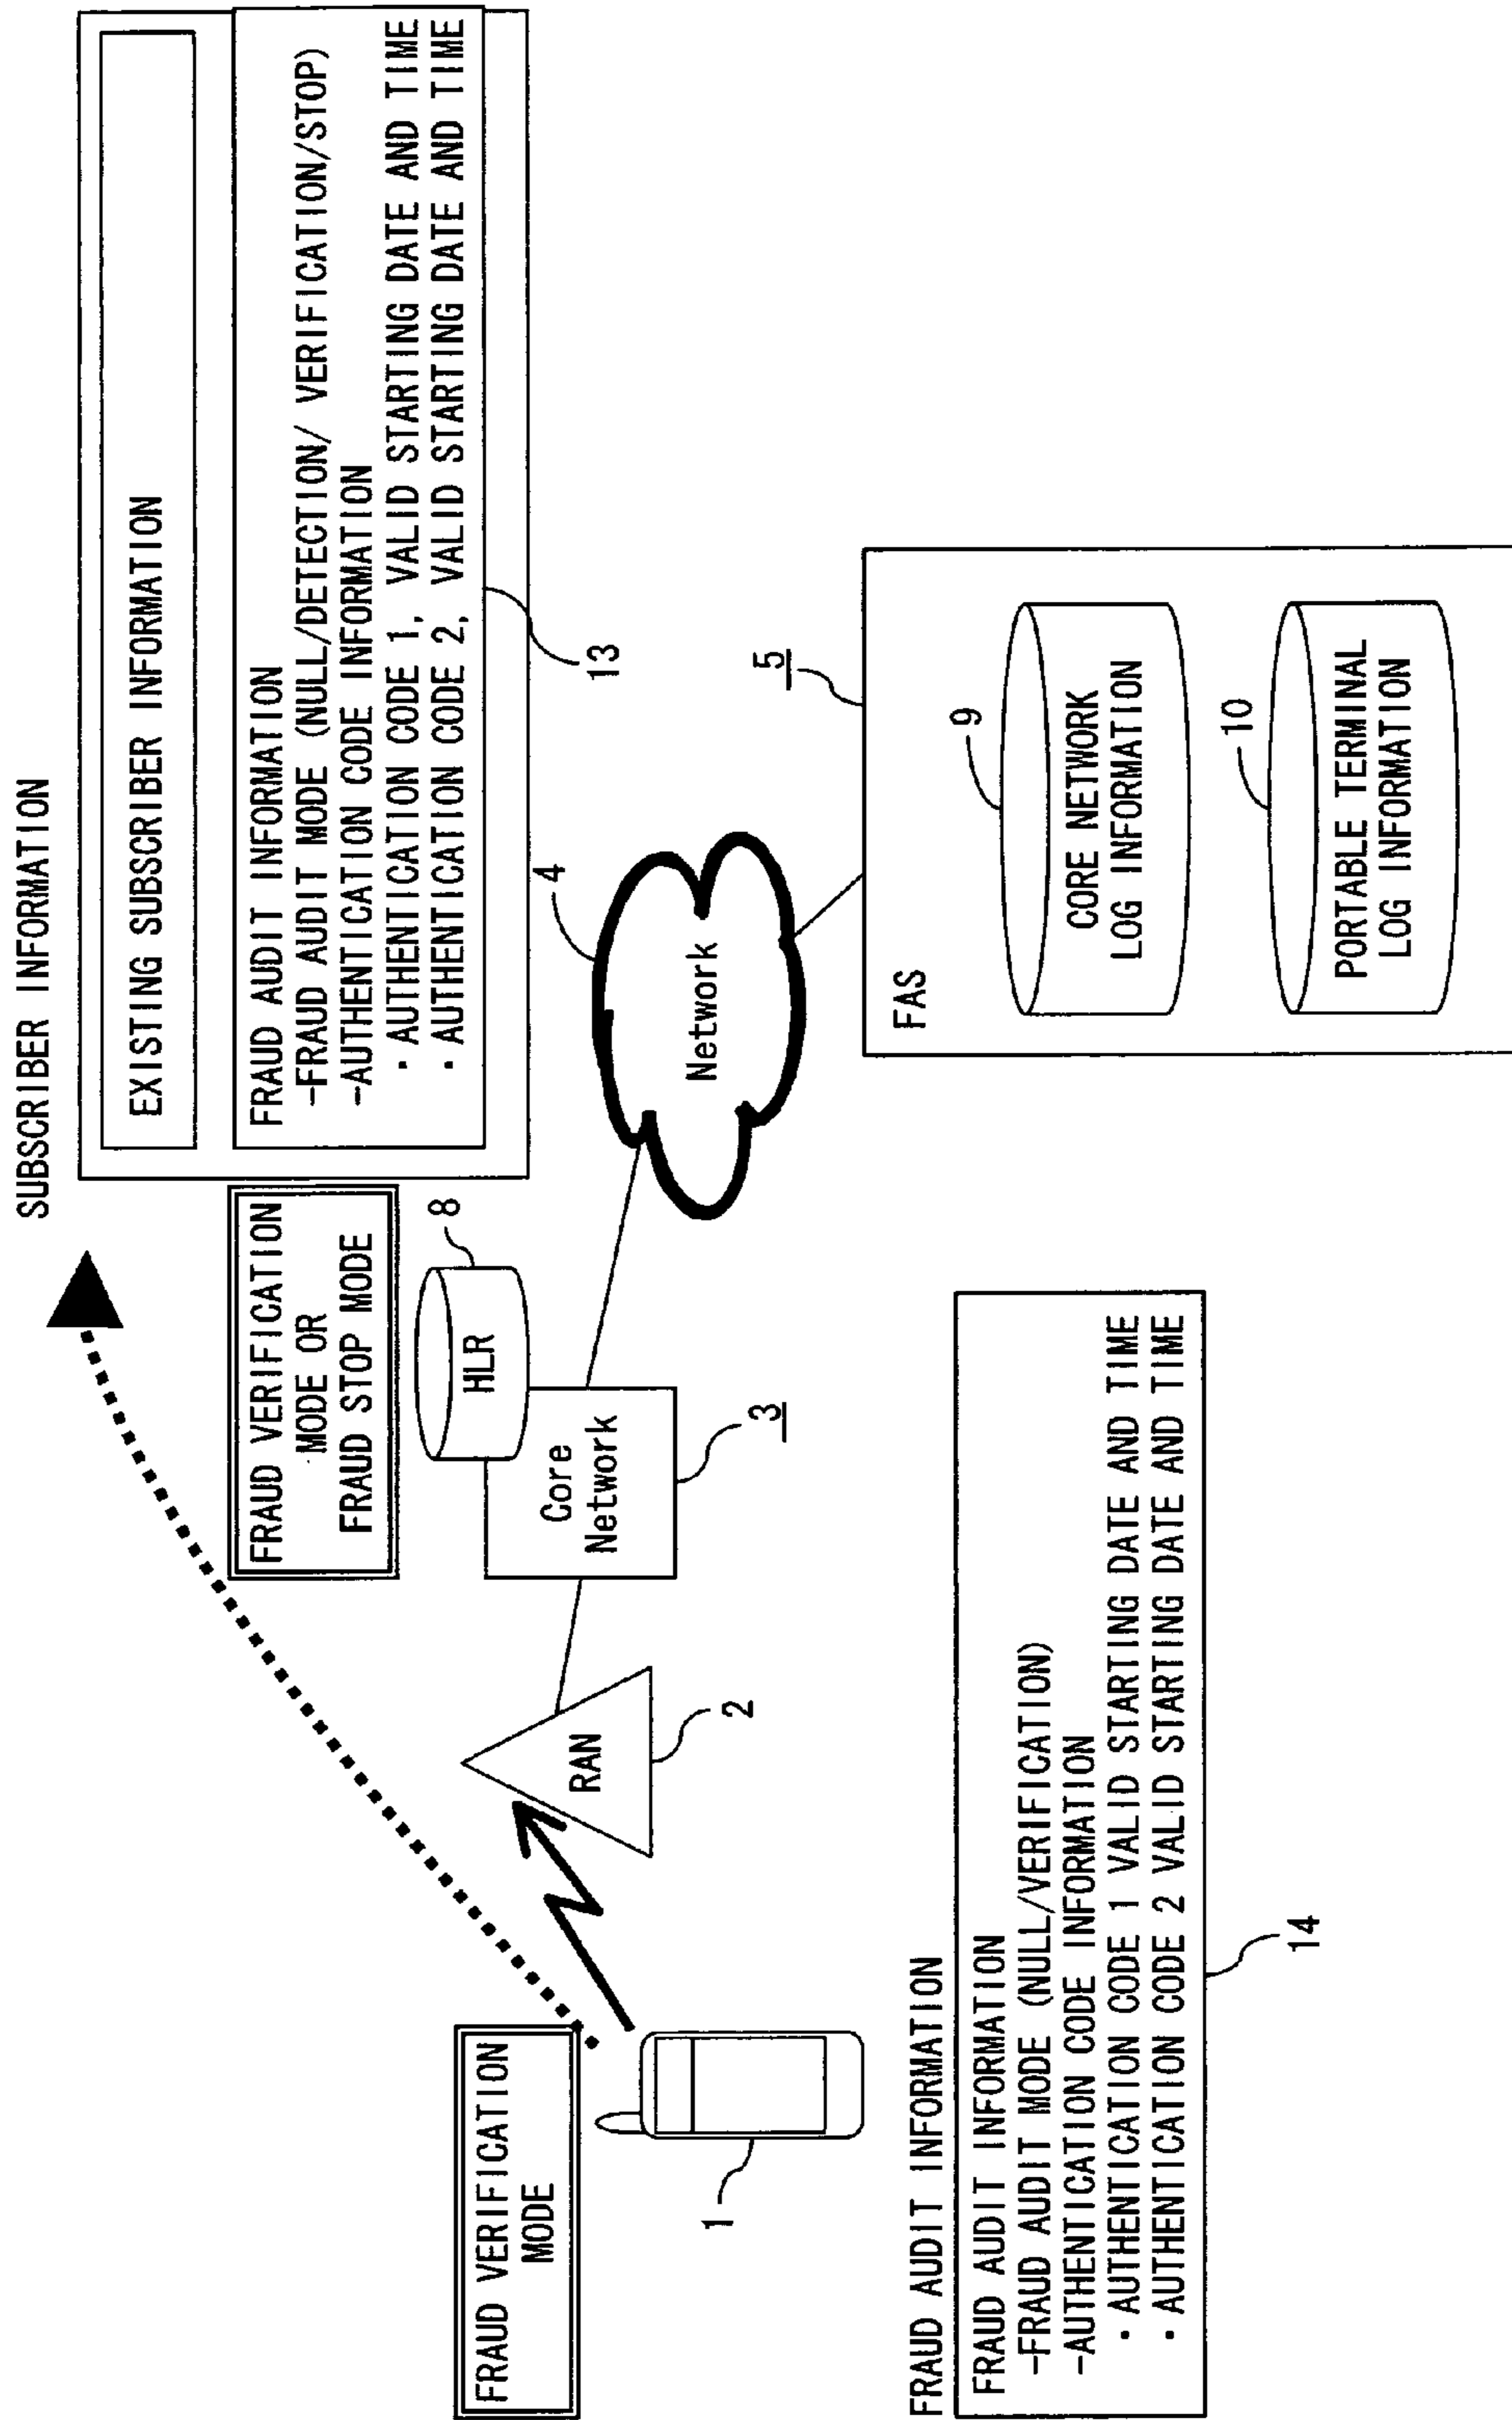 SUBSCRIBER INFORMATION
EXISTING SUBSCRIBER INFORMATION
FRAUD AUDIT INFORMATION
-FRAUD AUDIT MODE (NULL/DETECTION/ VERIFICATION/STOP)
-AUTHENTICATION CODE INFORMATION
・AUTHENTICATION CODE 1, VALID STARTING DATE AND TIME
・AUTHENTICATION CODE 2, VALID STARTING DATE AND TIME
13
FRAUD VERIFICATION
MODE OR
FRAUD STOP MODE
8
HLR
Core
Network
3
4
Network
RAN
2
FRAUD VERIFICATION
MODE
1
5
FAS
9
CORE NETWORK
LOG INFORMATION
10
PORTABLE TERMINAL
LOG INFORMATION
FRAUD AUDIT INFORMATION
FRAUD AUDIT INFORMATION
-FRAUD AUDIT MODE (NULL/VERIFICATION)
-AUTHENTICATION CODE INFORMATION
・AUTHENTICATION CODE 1 VALID STARTING DATE AND TIME
・AUTHENTICATION CODE 2 VALID STARTING DATE AND TIME
14